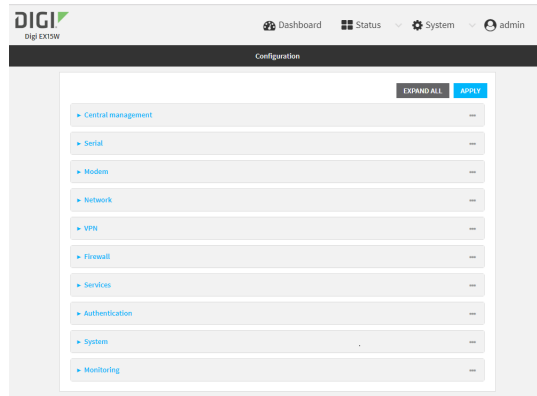 DIGI
Digi EX15W
Dashboard Status System admin
Configuration
EXPAND ALL APPLY
Central management
Serial
Modem
Network
VPN
Firewall
Services
Authentication
System
Monitoring